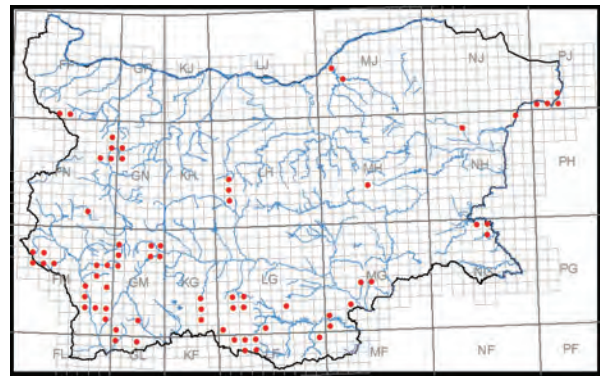 FP GP KJ LJ MJ NJ PJ
FN GN KH LH MH NH PH
FM GM KG LG MG NG PG
FL GL KF LF MF NF PF